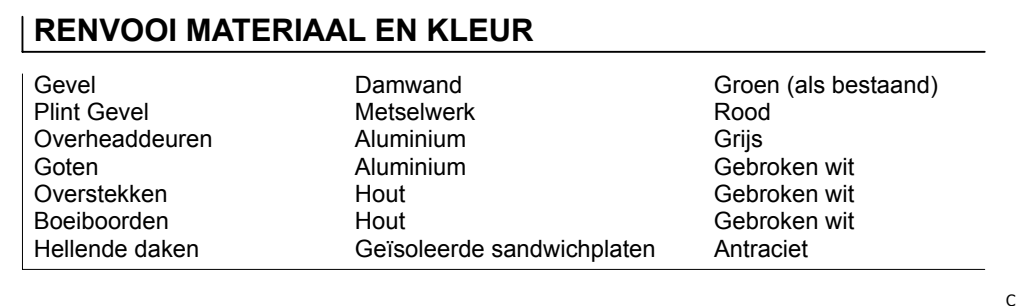 RENVOOI MATERIAAL EN KLEUR
Gevel Damwand Groen (als bestaand)
Plint Gevel Metselwerk Rood
Overheaddeuren Aluminium Grijs
Goten Aluminium Gebroken wit
Overstekken Hout Gebroken wit
Boeiboorden Hout Gebroken wit
Hellende daken Geïsoleerde sandwichplaten Antraciet
c